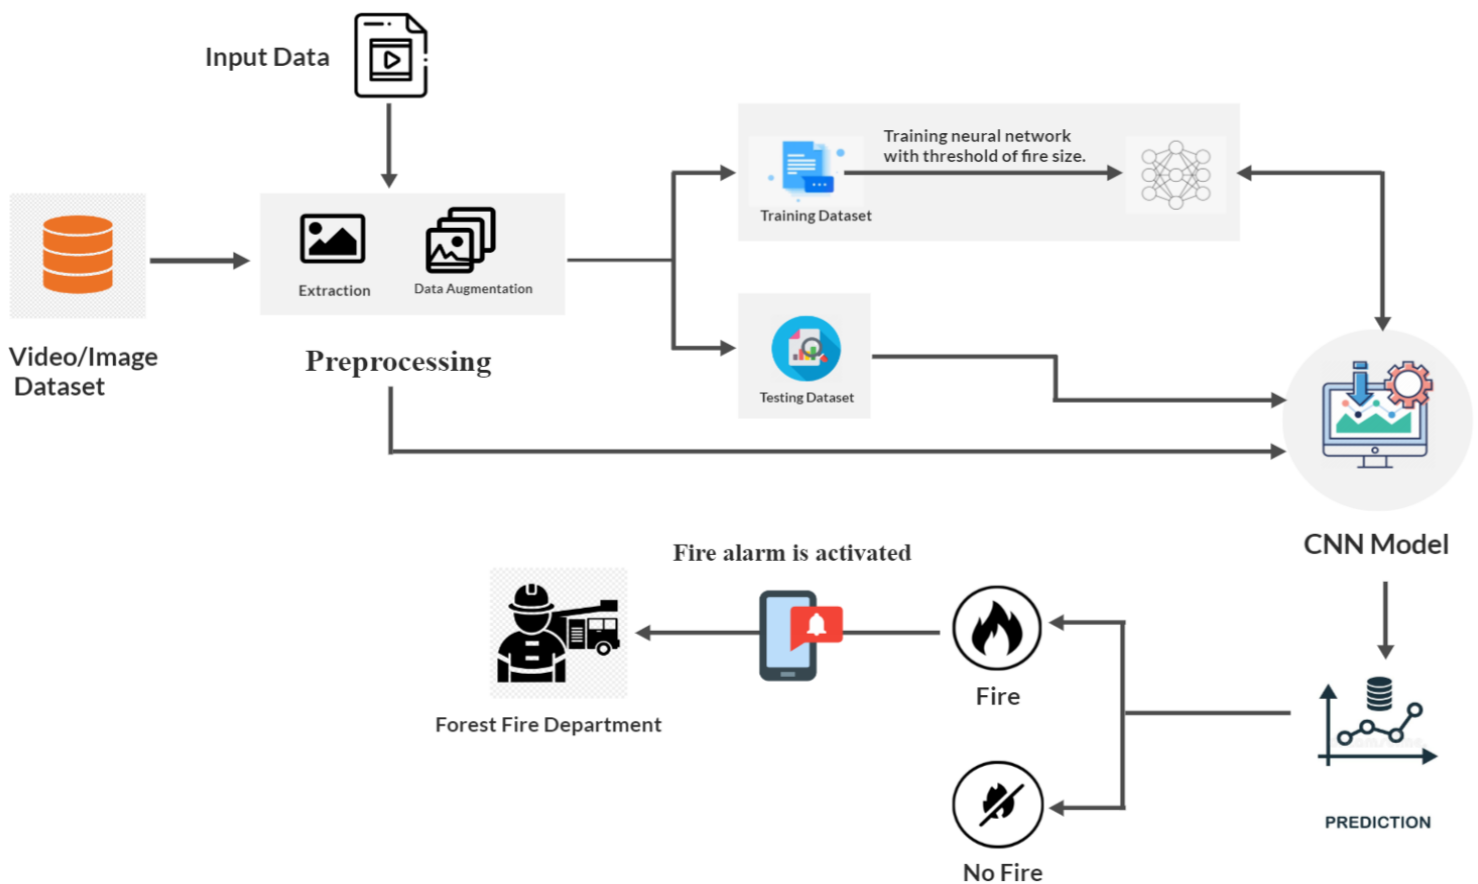 Input Data
Training neural network
with threshold of fire size.
Training Dataset
Extraction
Data Augmentation
Video/Image
Dataset
Preprocessing
Testing Dataset
CNN Model
Fire alarm is activated
Fire
Forest Fire Department
PREDICTION
No Fire